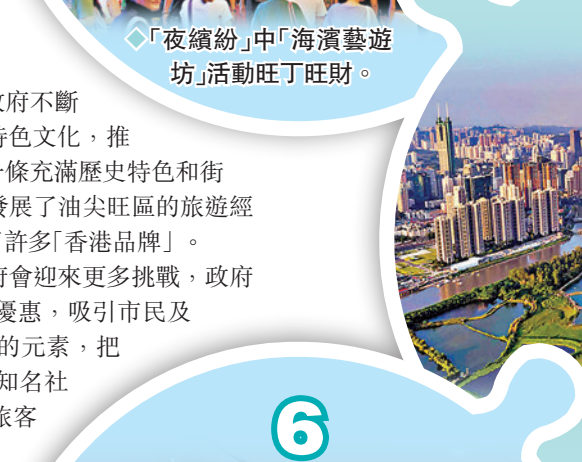 ◇「夜繽紛」中「海濱藝遊
坊」活動旺丁旺財。
府不斷
特色文化，推
條充滿歷史特色和街
發展了油尖旺區的旅遊經
許多「香港品牌」。
府會迎來更多挑戰，政府
優惠，吸引市民及
的元素，把
知名社
旅客
6